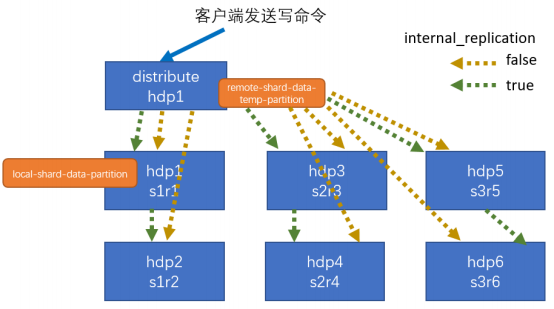 客户端发送写命令
internal_replication
false
true
distribute
hdp1
remote-shard-data-
temp-partition
local-shard-data-partition
hdp1
s1r1
hdp3
s2r3
hdp5
s3r5
hdp2
s1r2
hdp4
s2r4
hdp6
s3r6